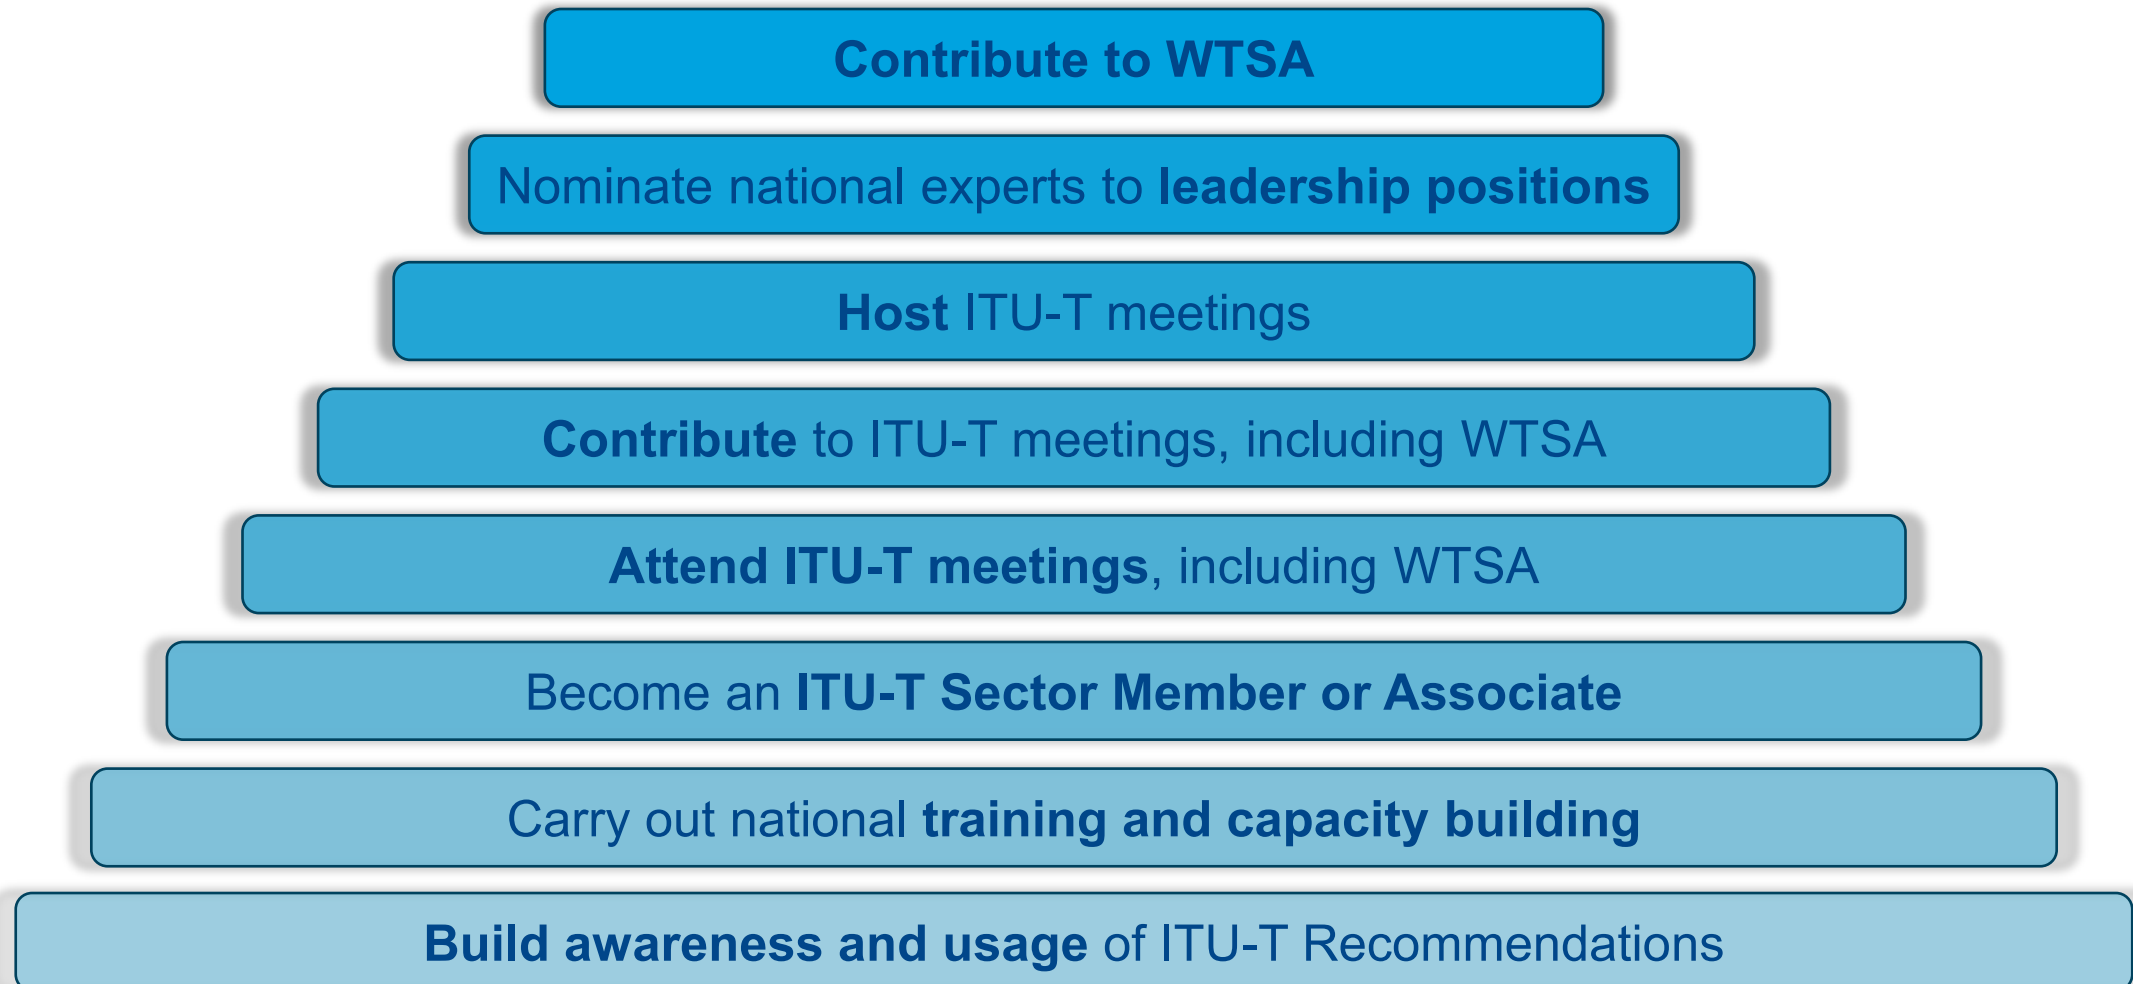 Contribute to WTSA
Nominate national experts to leadership positions
Host ITU-T meetings
Contribute to ITU-T meetings, including WTSA
Attend ITU-T meetings, including WTSA
Become an ITU-T Sector Member or Associate
Carry out national training and capacity building
Build awareness and usage of ITU-T Recommendations